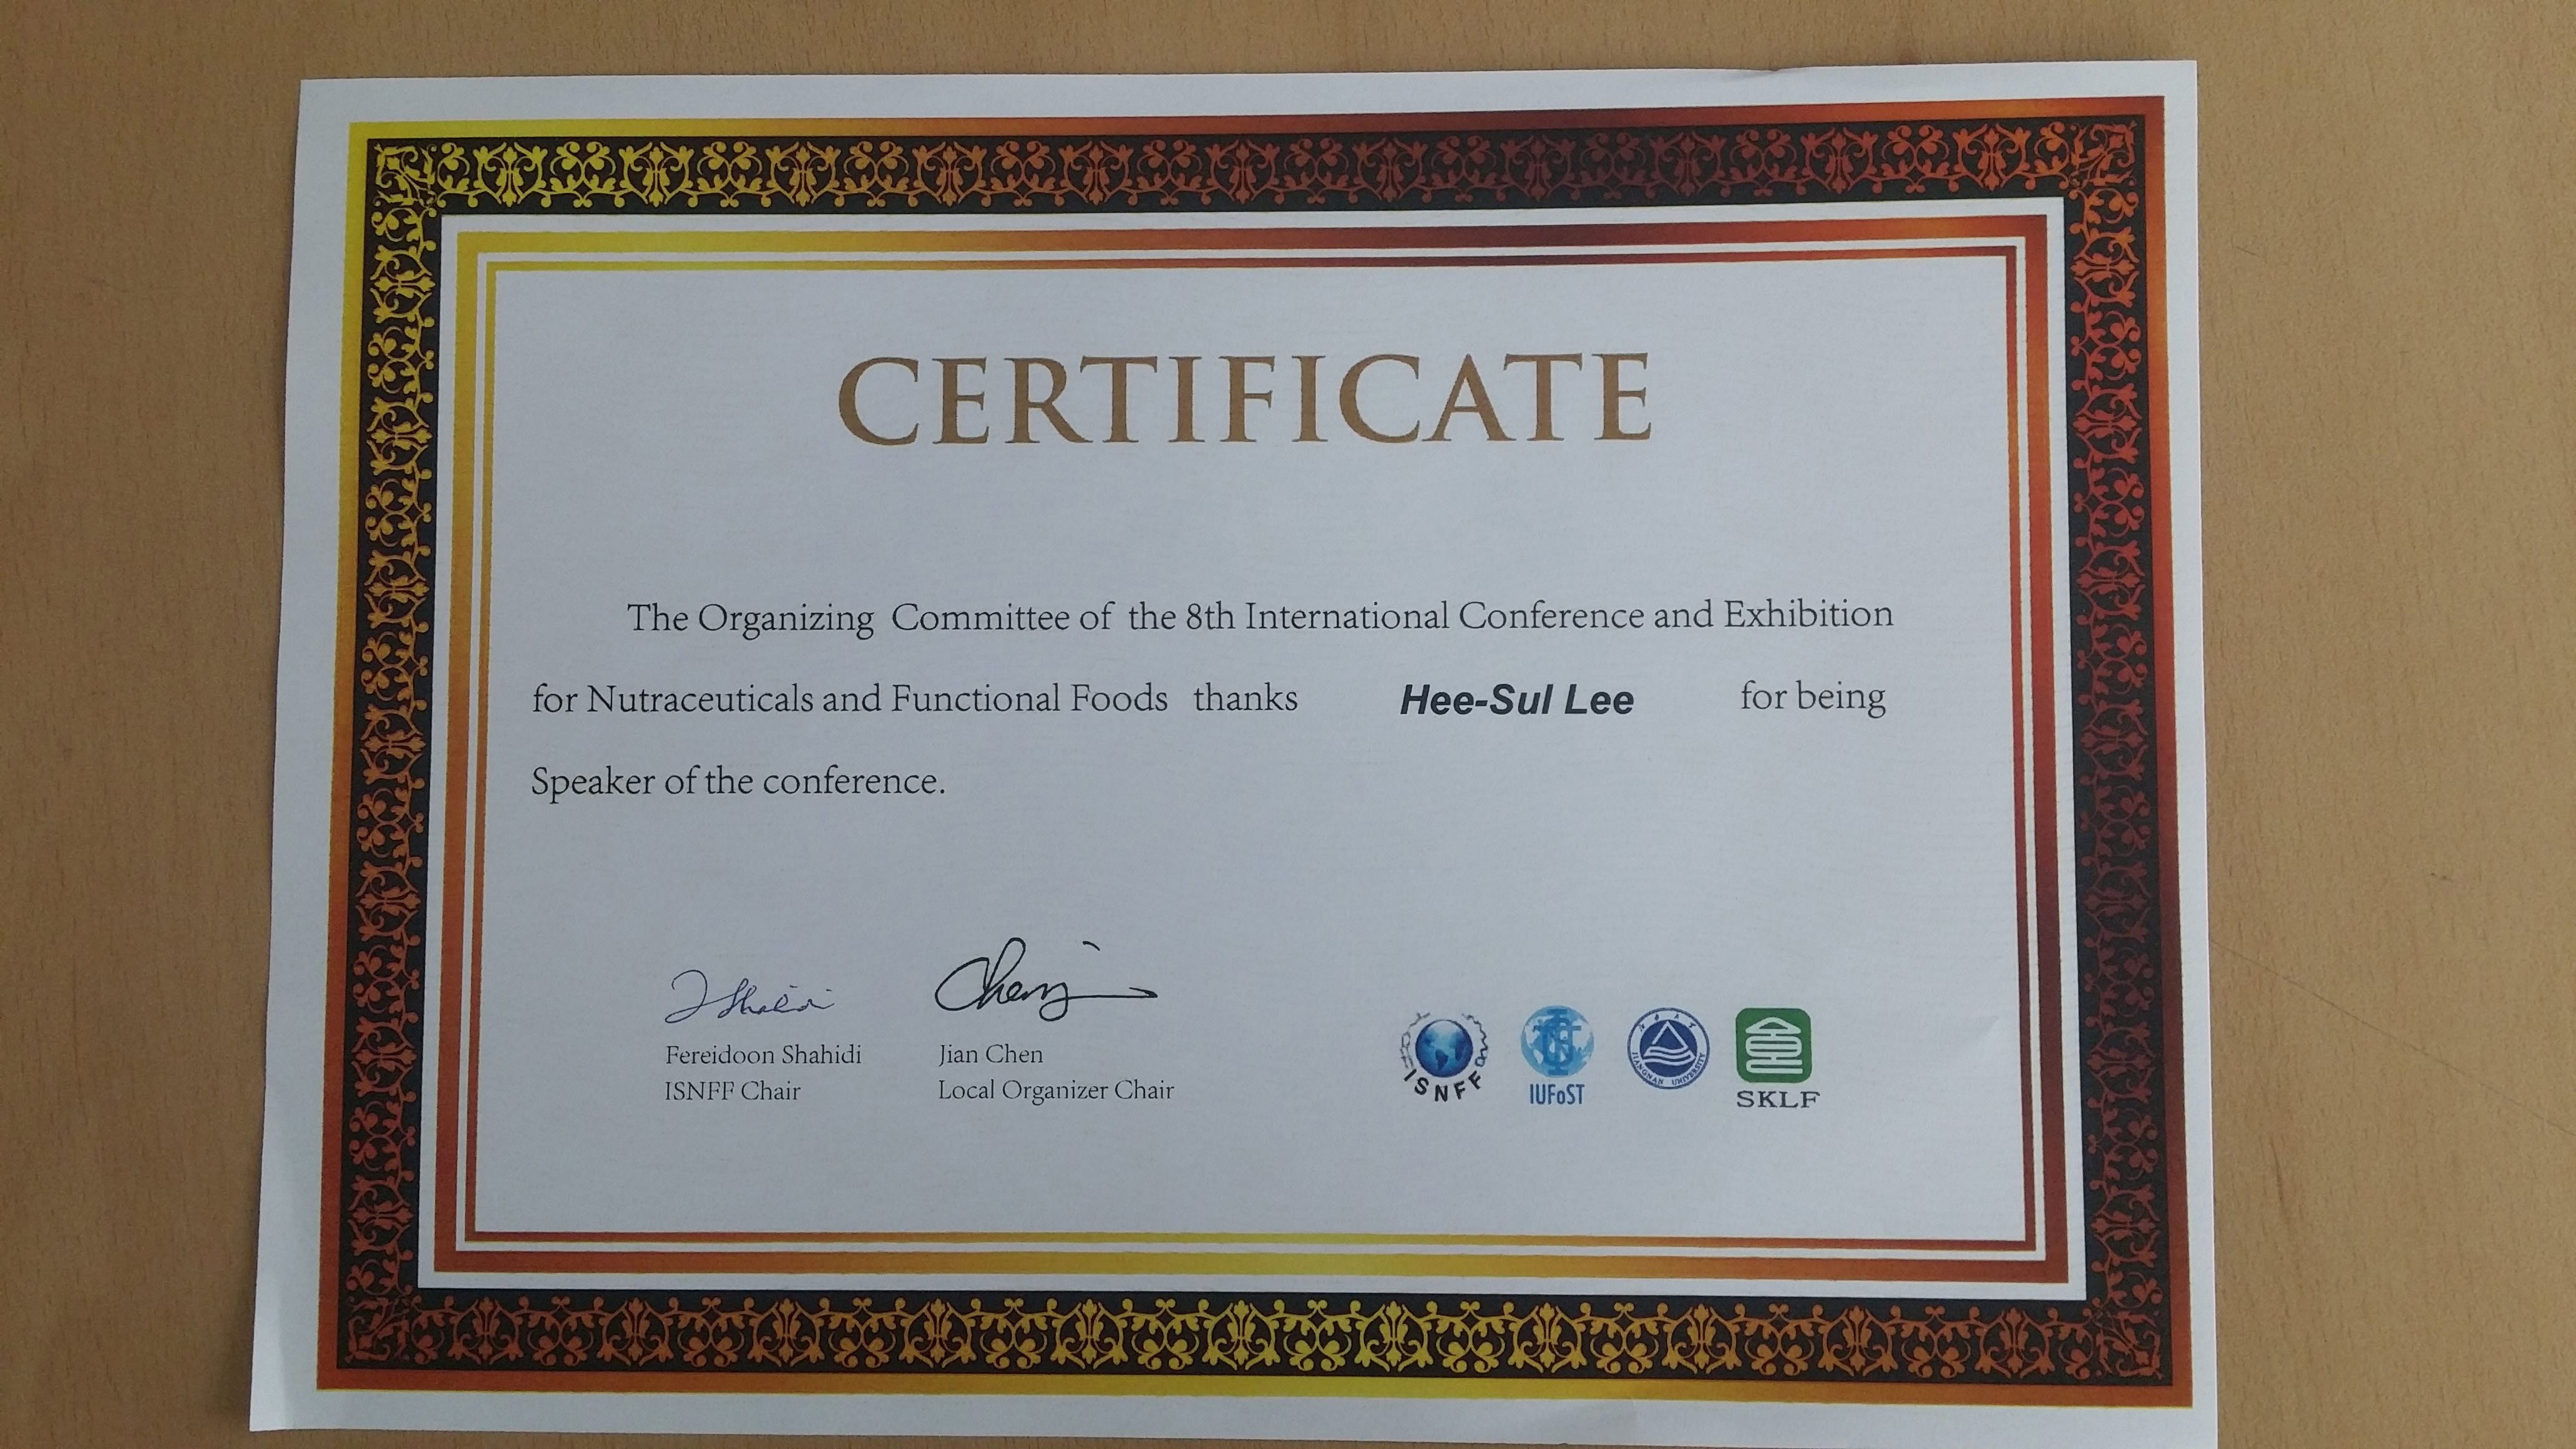 CERTIFICATE
The Organizing Committee of the 8th International Conference and Exhibition
for Nutraceuticals and Functional Foods thanks Hee-Sul Lee for being
Speaker of the conference.
Fereidoon Shahidi
ISNFF Chair
Jian Chen
Local Organizer Chair
ISNFF
IUFoST
JIANGNAN UNIVERSITY
SKLF